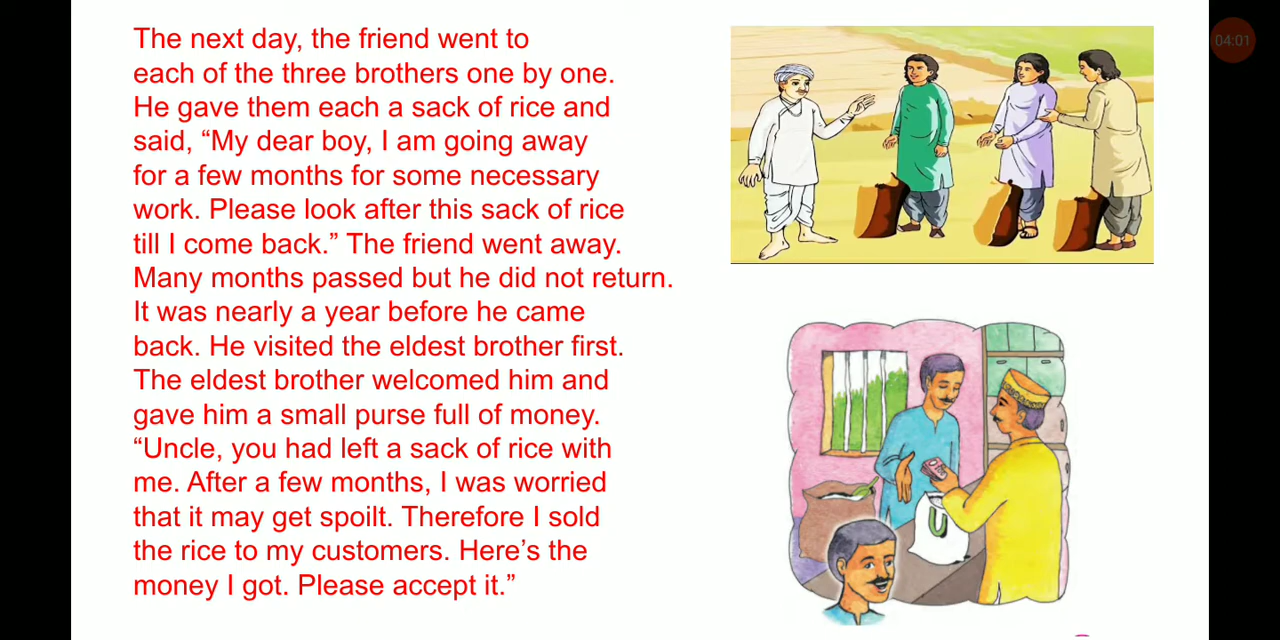 The next day, the friend went to
each of the three brothers one by one.
He gave them each a sack of rice and
said, “My dear boy, I am going away
for a few months for some necessary
work. Please look after this sack of rice
till I come back.” The friend went away.
Many months passed but he did not return.
It was nearly a year before he came
back. He visited the eldest brother first.
The eldest brother welcomed him and
gave him a small purse full of money.
“Uncle, you had left a sack of rice with
me. After a few months, I was worried
that it may get spoilt. Therefore I sold
the rice to my customers. Here’s the
money I got. Please accept it.”
04:01